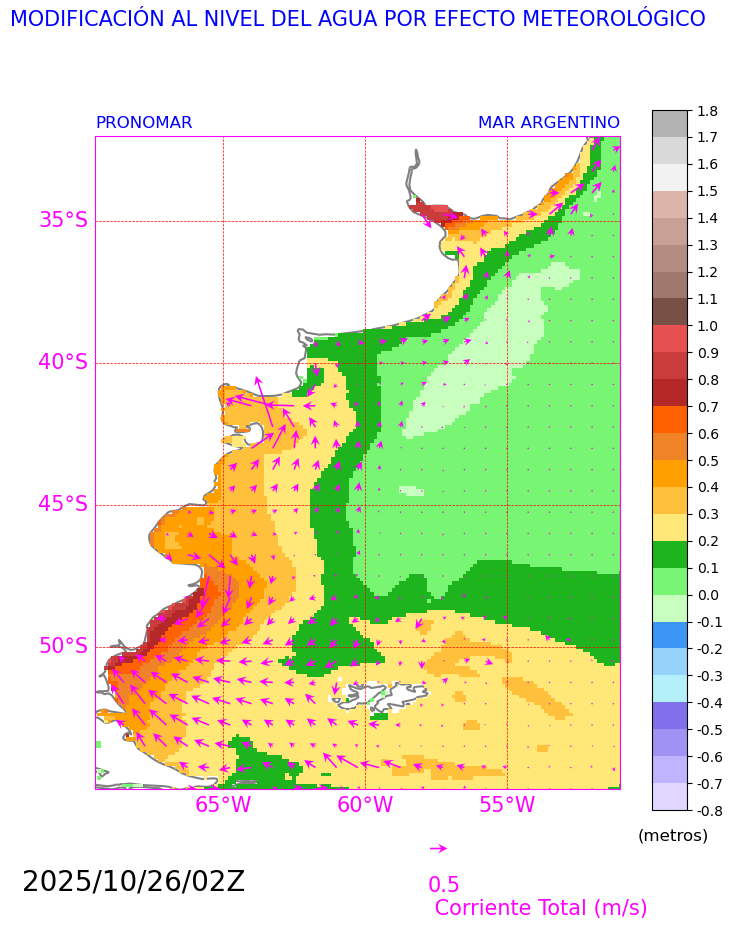 MODIFICACIÓN AL NIVEL DEL AGUA POR EFECTO METEOROLÓGICO
PRONOMAR MAR ARGENTINO
1.8
1.7
1.6
1.5
1.4
1.3
1.2
1.1
1.0
0.9
0.8
0.7
0.6
0.5
0.4
0.3
0.2
0.1
0.0
-0.1
-0.2
-0.3
-0.4
-0.5
-0.6
-0.7
-0.8
(metros)
35°S
40°S
45°S
50°S
65°W 60°W 55°W
2025/10/26/02Z
0.5
Corriente Total (m/s)